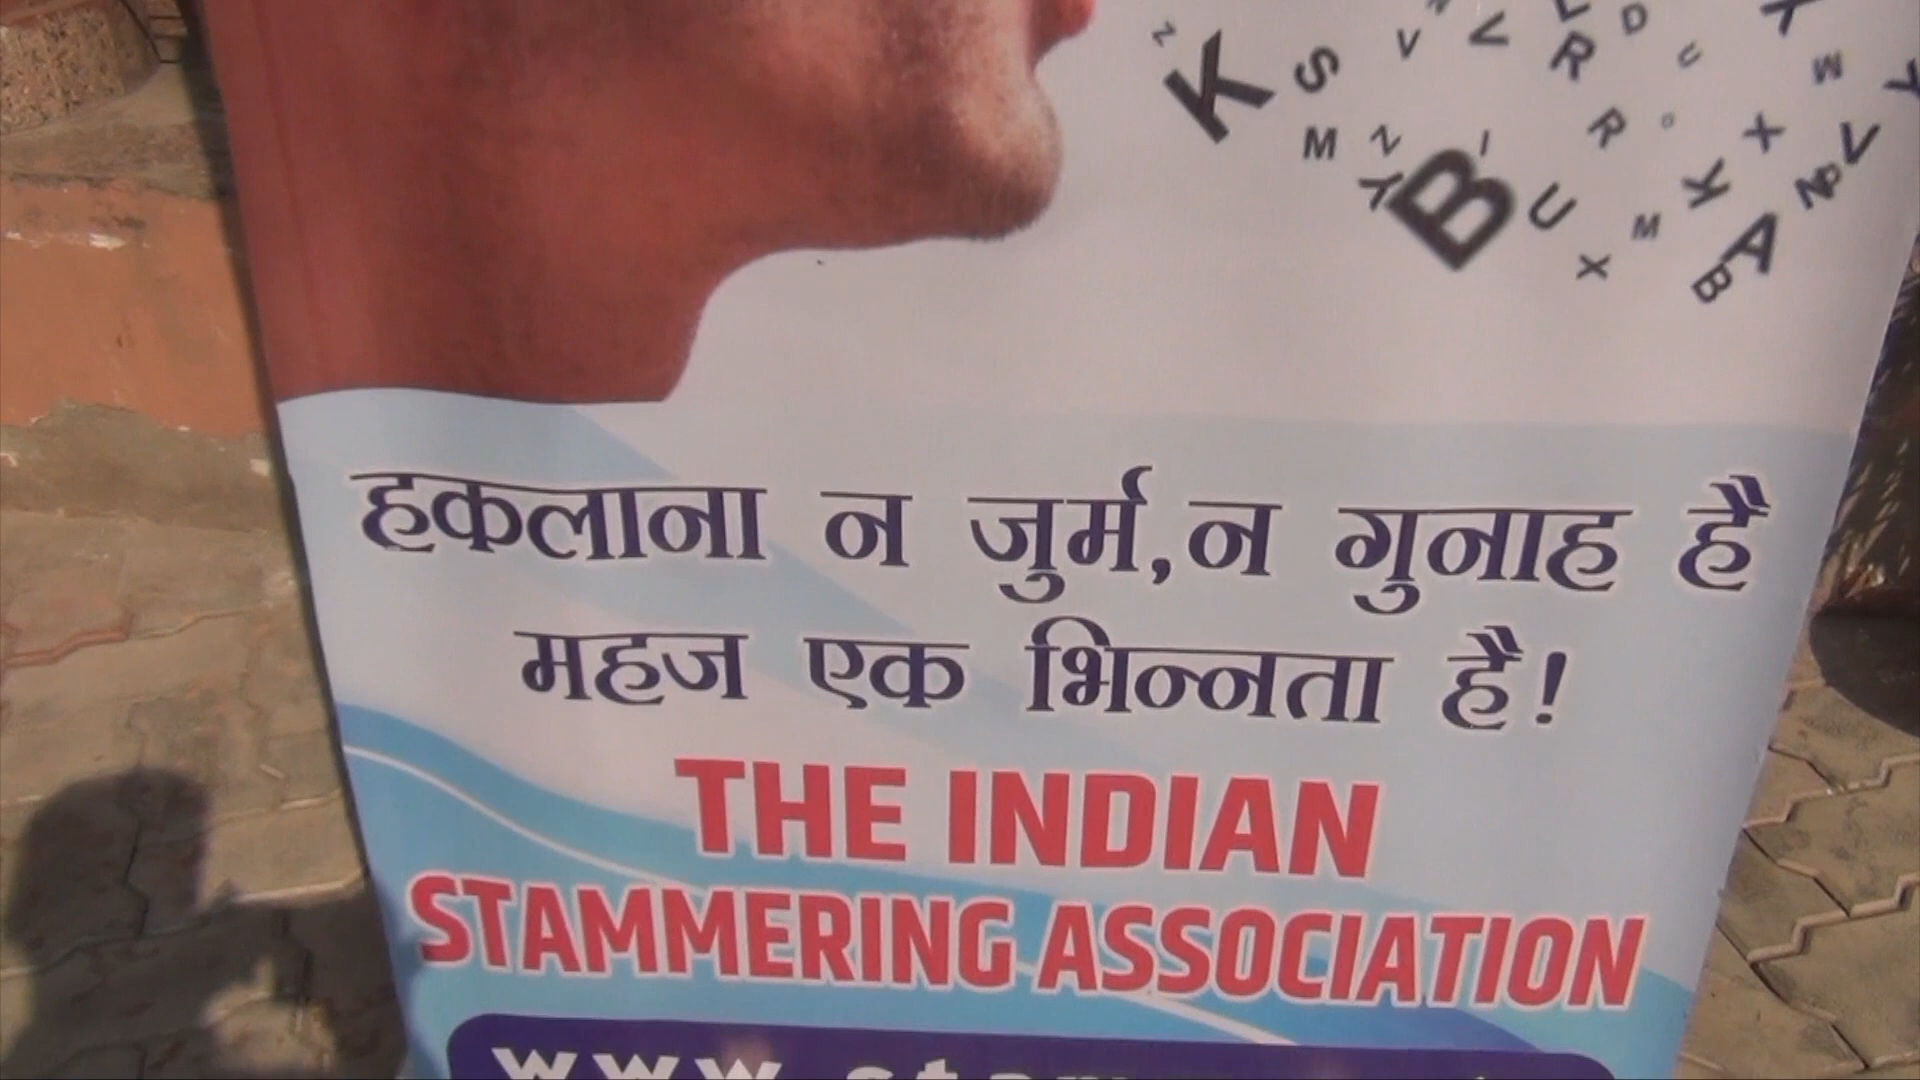 हकलाना न जुर्म,न गुनाह है
महज एक भिन्नता है!
THE INDIAN
STAMMERING ASSOCIATION